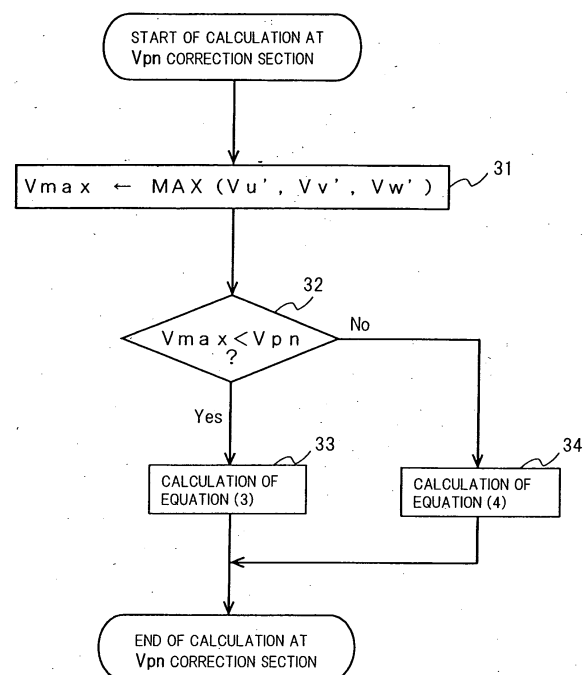 START OF CALCULATION AT
Vpn CORRECTION SECTION
31
Vmax ← MAX (Vu', Vv', Vw')
32
Vmax<Vpn
?
No
Yes
33
CALCULATION OF
EQUATION (3)
34
CALCULATION OF
EQUATION (4)
END OF CALCULATION AT
Vpn CORRECTION SECTION